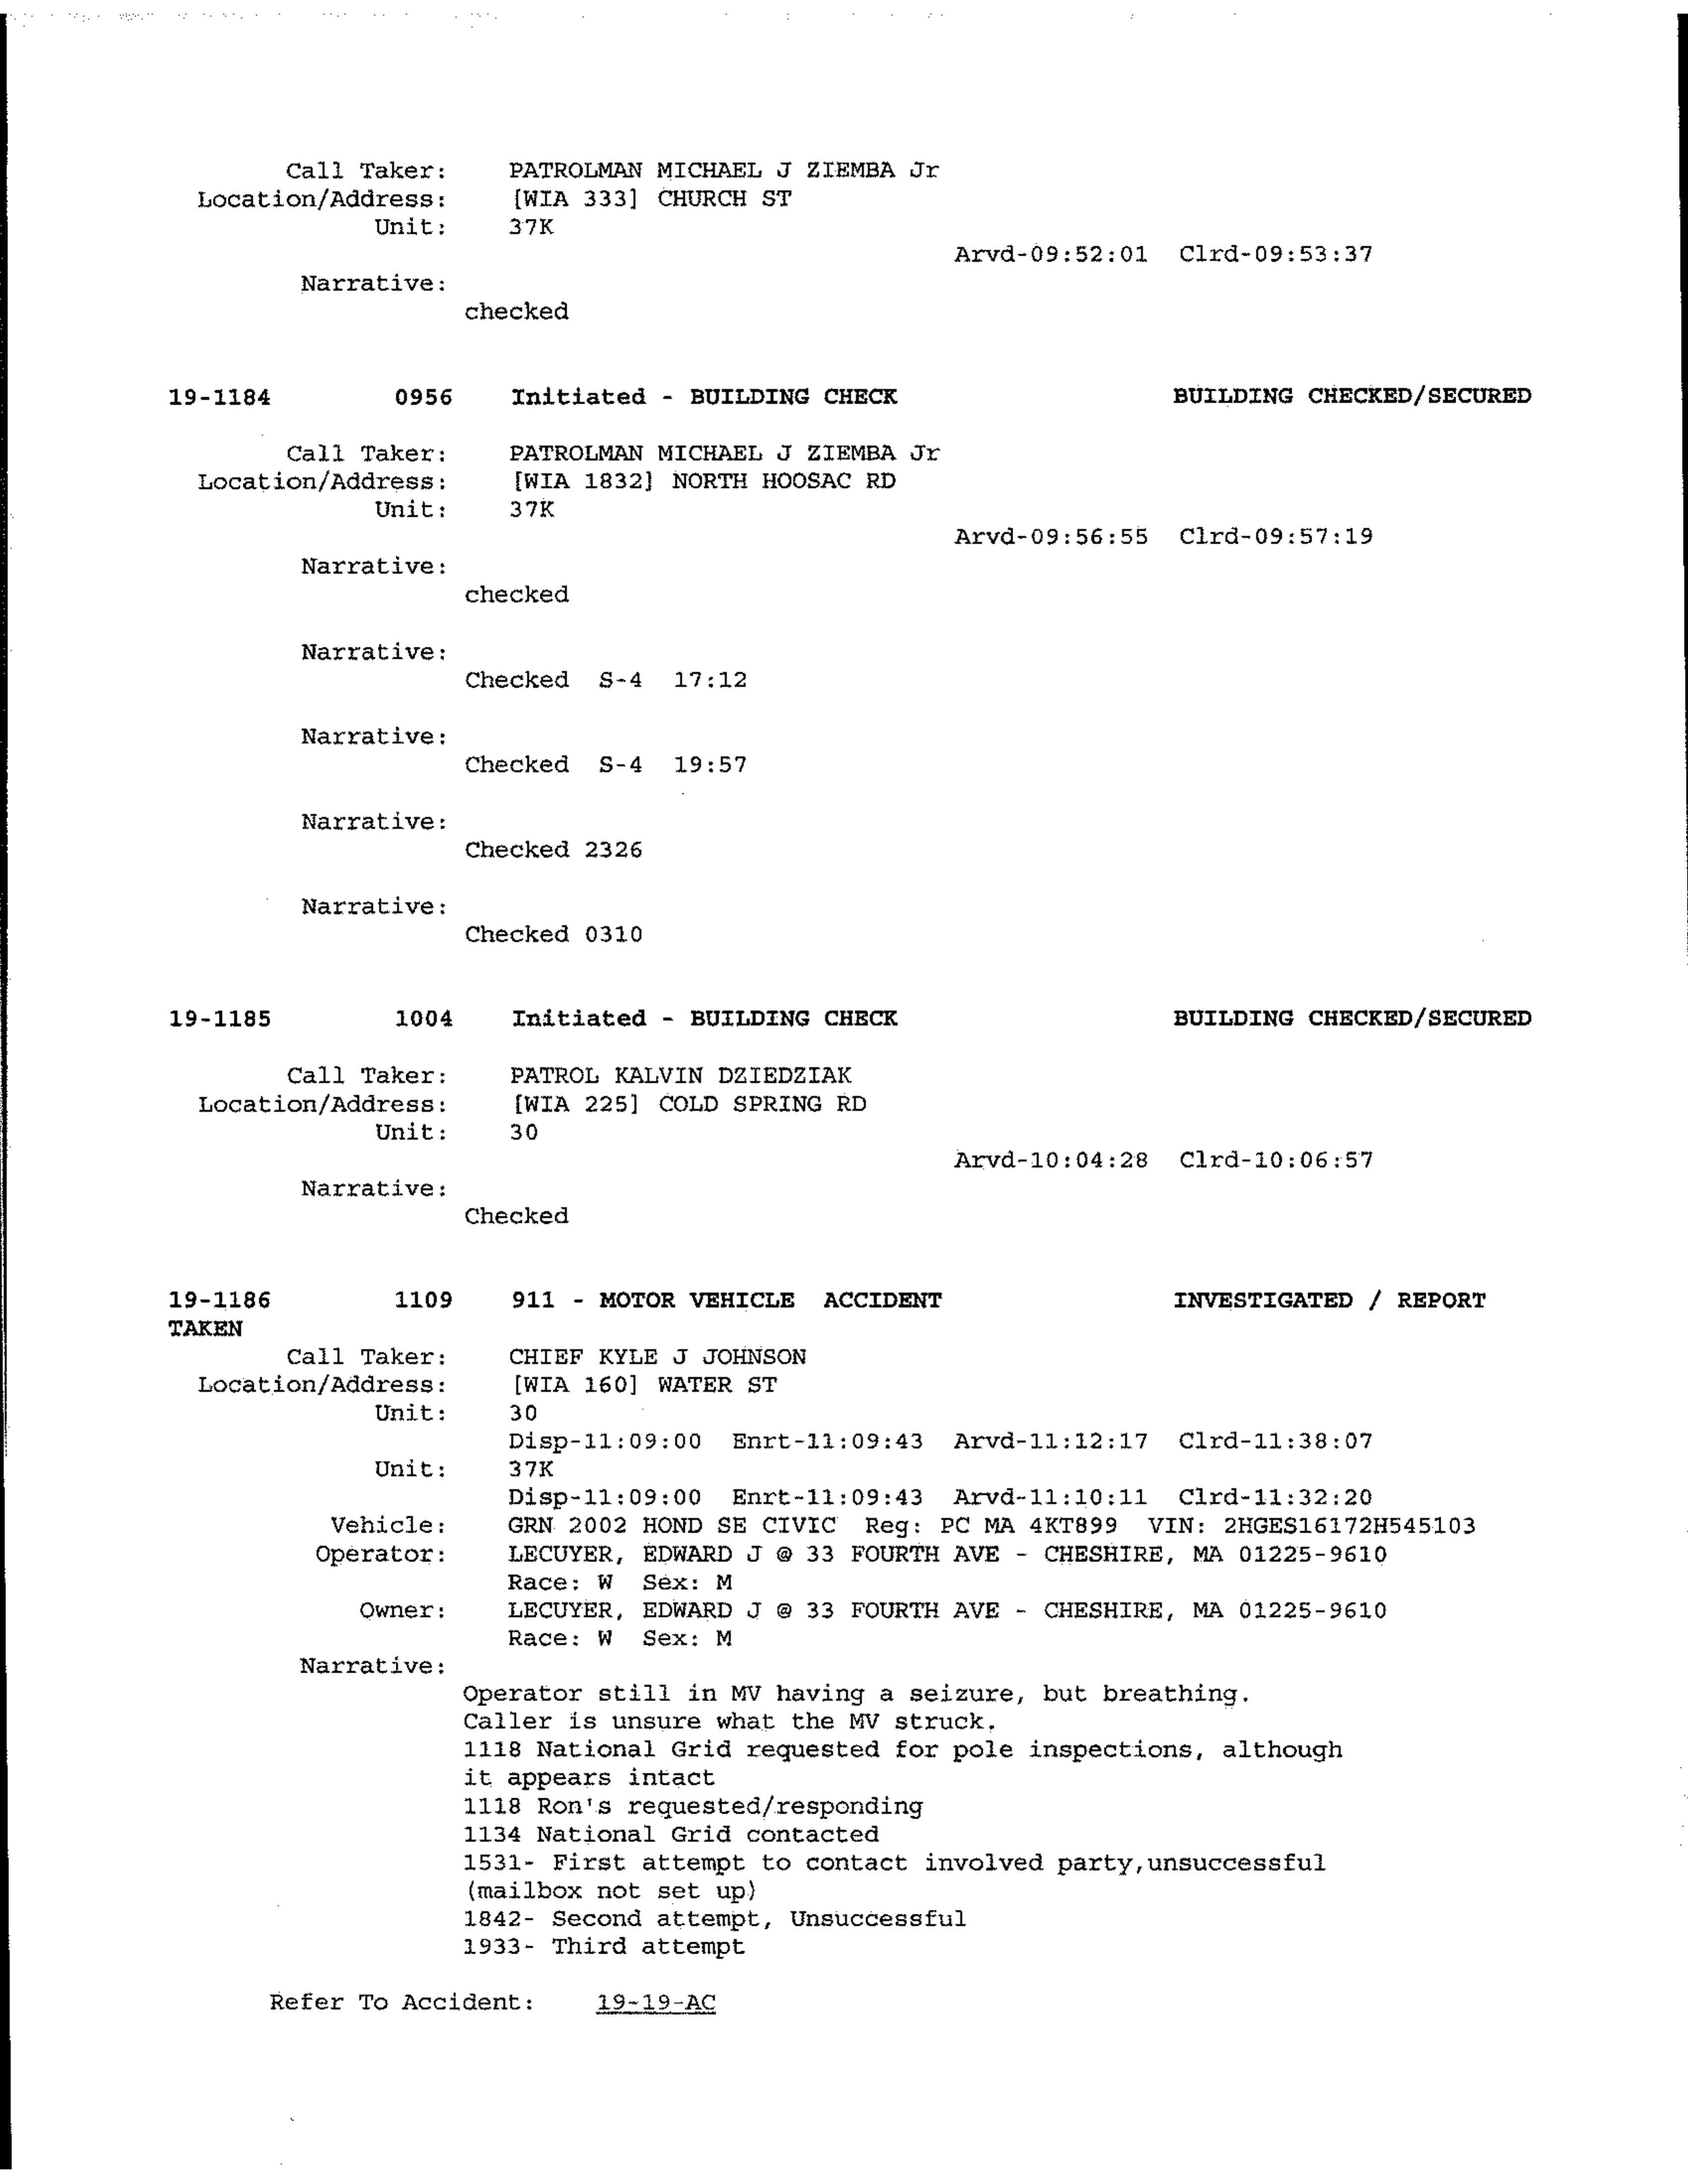 Call Taker: PATROLMAN MICHAEL J ZIEMBA Jr
Location/Address: [WIA 333] CHURCH ST
Unit: 37K
Arvd-09:52:01 Clrd-09:53:37
Narrative:
checked
19-1184 0956 Initiated - BUILDING CHECK BUILDING CHECKED/SECURED
Call Taker: PATROLMAN MICHAEL J ZIEMBA Jr
Location/Address: [WIA 1832] NORTH HOOSAC RD
Unit: 37K
Arvd-09:56:55 Clrd-09:57:19
Narrative:
checked
Narrative:
Checked S-4 17:12
Narrative:
Checked S-4 19:57
Narrative:
Checked 2326
Narrative:
Checked 0310
19-1185 1004 Initiated - BUILDING CHECK BUILDING CHECKED/SECURED
Call Taker: PATROL KALVIN DZIEDZIAK
Location/Address: [WIA 225] COLD SPRING RD
Unit: 30
Arvd-10:04:28 Clrd-10:06:57
Narrative:
Checked
19-1186 1109 911 - MOTOR VEHICLE ACCIDENT INVESTIGATED / REPORT
TAKEN
Call Taker: CHIEF KYLE J JOHNSON
Location/Address: [WIA 160] WATER ST
Unit: 30
Disp-11:09:00 Enrt-11:09:43 Arvd-11:12:17 Clrd-11:38:07
Unit: 37K
Disp-11:09:00 Enrt-11:09:43 Arvd-11:10:11 Clrd-11:32:20
Vehicle: GRN 2002 HOND SE CIVIC Reg: PC MA 4KT899 VIN: 2HGES16172H545103
Operator: LECUYER, EDWARD J @ 33 FOURTH AVE - CHESHIRE, MA 01225-9610
Race: W Sex: M
Owner: LECUYER, EDWARD J @ 33 FOURTH AVE - CHESHIRE, MA 01225-9610
Race: W Sex: M
Narrative:
Operator still in MV having a seizure, but breathing.
Caller is unsure what the MV struck.
1118 National Grid requested for pole inspections, although
it appears intact
1118 Ron's requested/responding
1134 National Grid contacted
1531- First attempt to contact involved party,unsuccessful
(mailbox not set up)
1842- Second attempt, Unsuccessful
1933- Third attempt
Refer To Accident: 19-19-AC